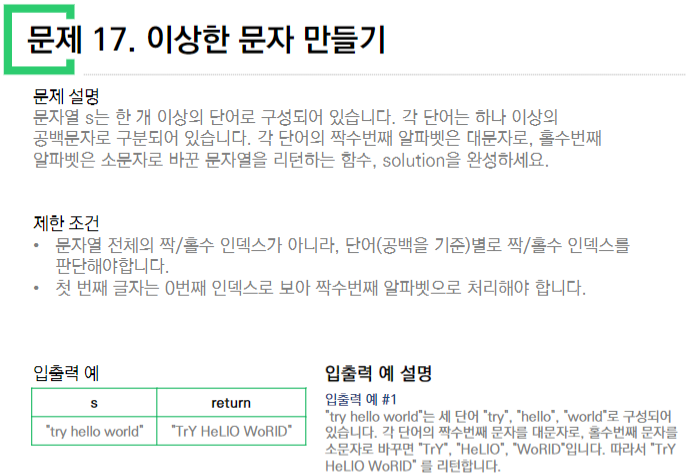 문제 17. 이상한 문자 만들기
문제 설명
문자열 s는 한 개 이상의 단어로 구성되어 있습니다. 각 단어는 하나 이상의
공백문자로 구분되어 있습니다. 각 단어의 짝수번째 알파벳은 대문자로, 홀수번째
알파벳은 소문자로 바꾼 문자열을 리턴하는 함수, solution을 완성하세요.
제한 조건
• 문자열 전체의 짝/홀수 인덱스가 아니라, 단어(공백을 기준)별로 짝/홀수 인덱스를
판단해야합니다.
• 첫 번째 글자는 0번째 인덱스로 보아 짝수번째 알파벳으로 처리해야 합니다.
입출력 예
s return
"try hello world" "TrY HeLlO WoRlD"
입출력 예 설명
입출력 예 #1
"try hello world"는 세 단어 "try", "hello", "world"로 구성되어
있습니다. 각 단어의 짝수번째 문자를 대문자로, 홀수번째 문자를
소문자로 바꾸면 "TrY", "HeLlO", "WoRlD"입니다. 따라서 "TrY
HeLlO WoRlD" 를 리턴합니다.